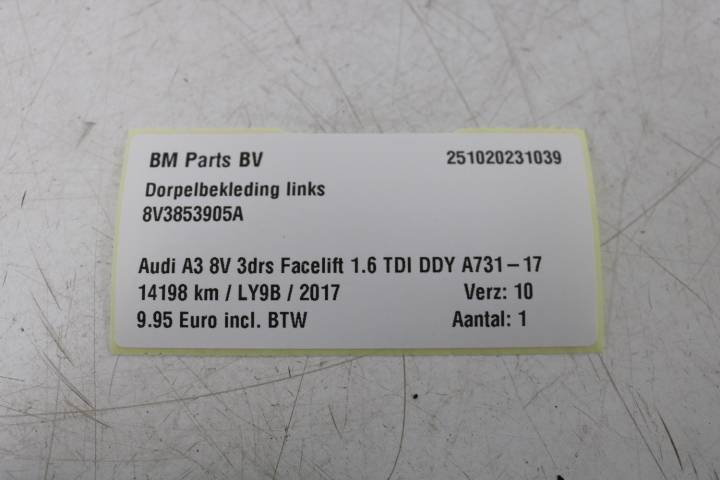 BM Parts BV 251020231039
Dorpelbekleding links
8V3853905A
Audi A3 8V 3drs Facelift 1.6 TDI DDY A731-17
14198 km / LY9B / 2017 Verz: 10
9.95 Euro incl. BTW Aantal: 1